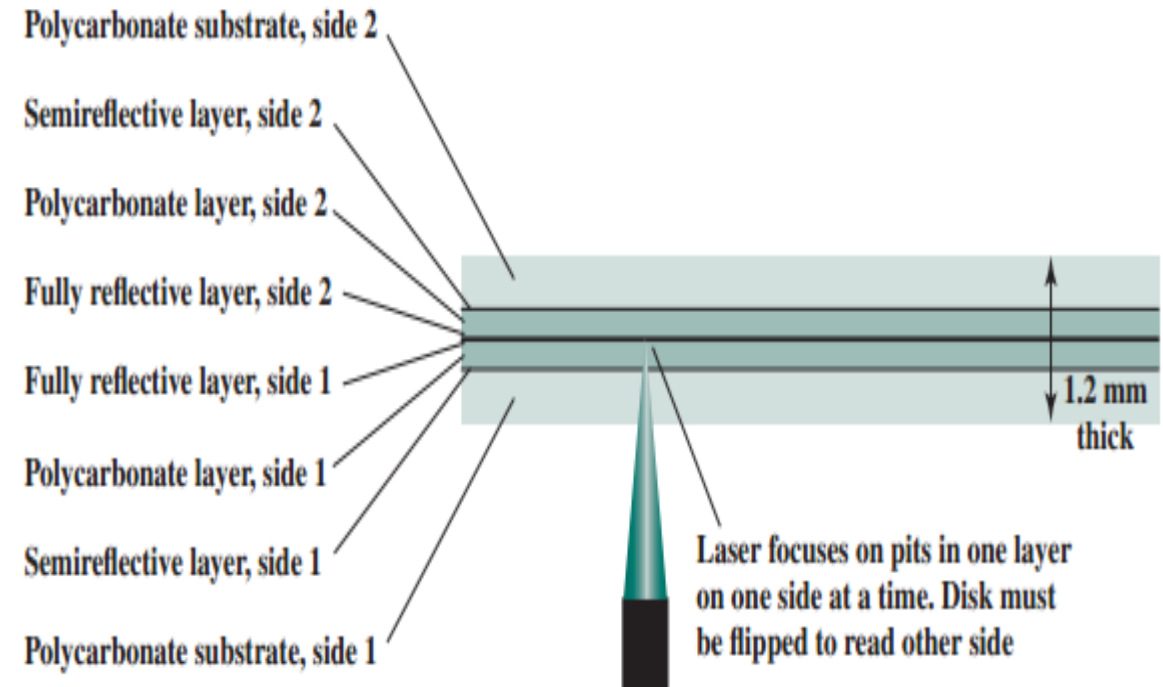 Polycarbonate substrate, side 2
Semireflective layer, side 2
Polycarbonate layer, side 2
Fully reflective layer, side 2
Fully reflective layer, side 1
Polycarbonate layer, side 1
Semireflective layer, side 1
Polycarbonate substrate, side 1
1.2 mm
thick
Laser focuses on pits in one layer
on one side at a time. Disk must
be flipped to read other side